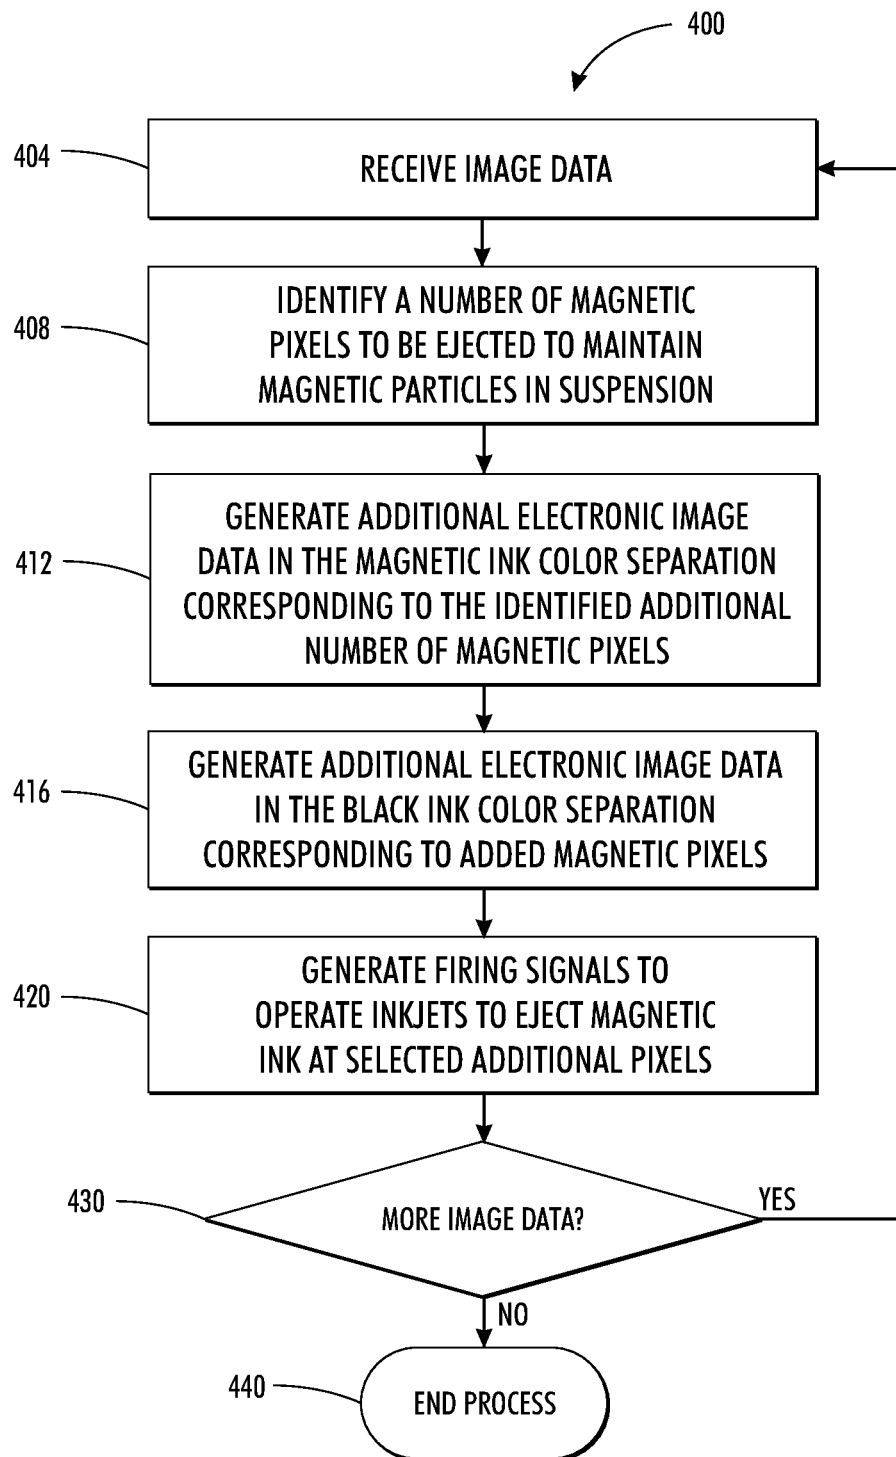 400
404
RECEIVE IMAGE DATA
408
IDENTIFY A NUMBER OF MAGNETIC
PIXELS TO BE EJECTED TO MAINTAIN
MAGNETIC PARTICLES IN SUSPENSION
412
GENERATE ADDITIONAL ELECTRONIC IMAGE
DATA IN THE MAGNETIC INK COLOR SEPARATION
CORRESPONDING TO THE IDENTIFIED ADDITIONAL
NUMBER OF MAGNETIC PIXELS
416
GENERATE ADDITIONAL ELECTRONIC IMAGE DATA
IN THE BLACK INK COLOR SEPARATION
CORRESPONDING TO ADDED MAGNETIC PIXELS
420
GENERATE FIRING SIGNALS TO
OPERATE INKJETS TO EJECT MAGNETIC
INK AT SELECTED ADDITIONAL PIXELS
430
MORE IMAGE DATA?
YES
NO
440
END PROCESS